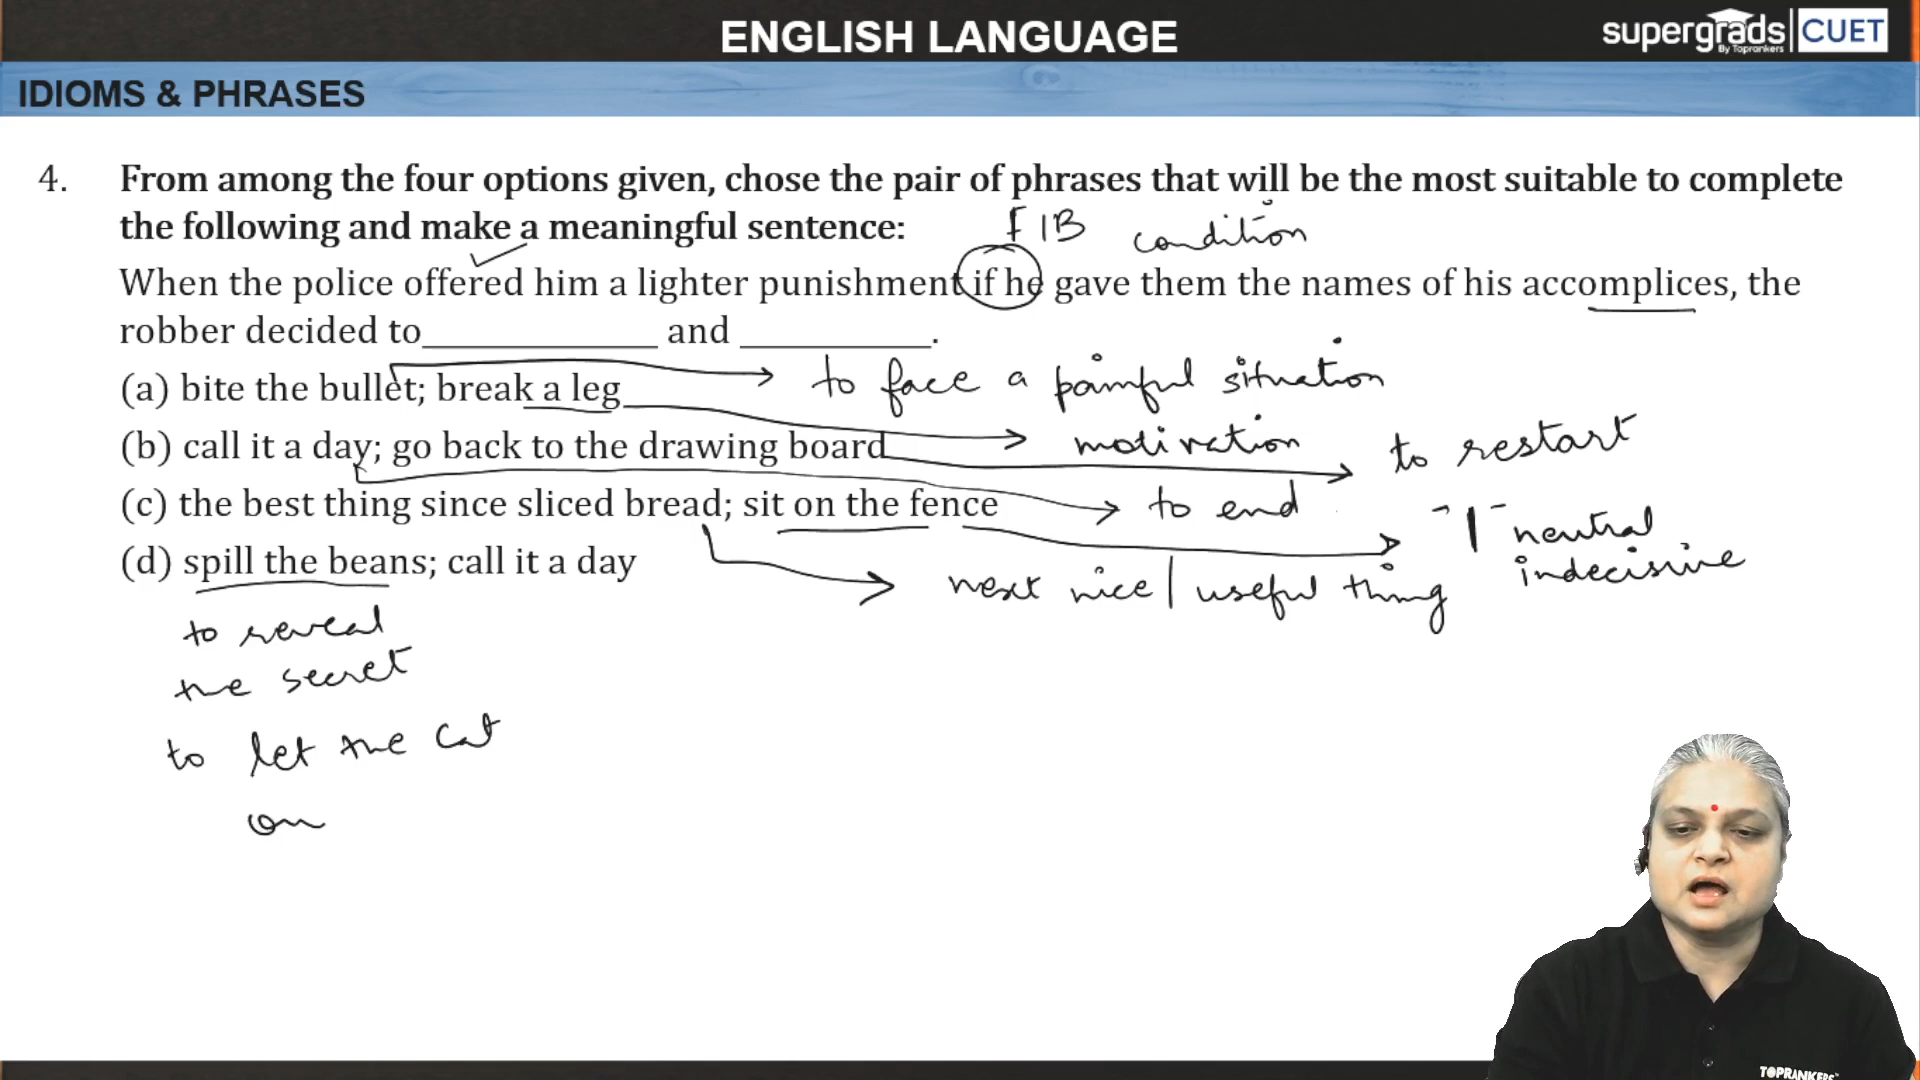 ENGLISH LANGUAGE
supergrads
By Toprankers
CUET
IDIOMS & PHRASES
4. From among the four options given, chose the pair of phrases that will be the most suitable to complete
the following and make a meaningful sentence:
FIB condition
When the police offered him a lighter punishment if he gave them the names of his accomplices, the
robber decided to____________ and __________.
(a) bite the bullet; break a leg
to face a painful situation
(b) call it a day; go back to the drawing board
motivation
to restart
(c) the best thing since sliced bread; sit on the fence
to end
neutral
indecisive
(d) spill the beans; call it a day
next nice/useful thing
to reveal
the secret
to let the cat
TOPRANKERS